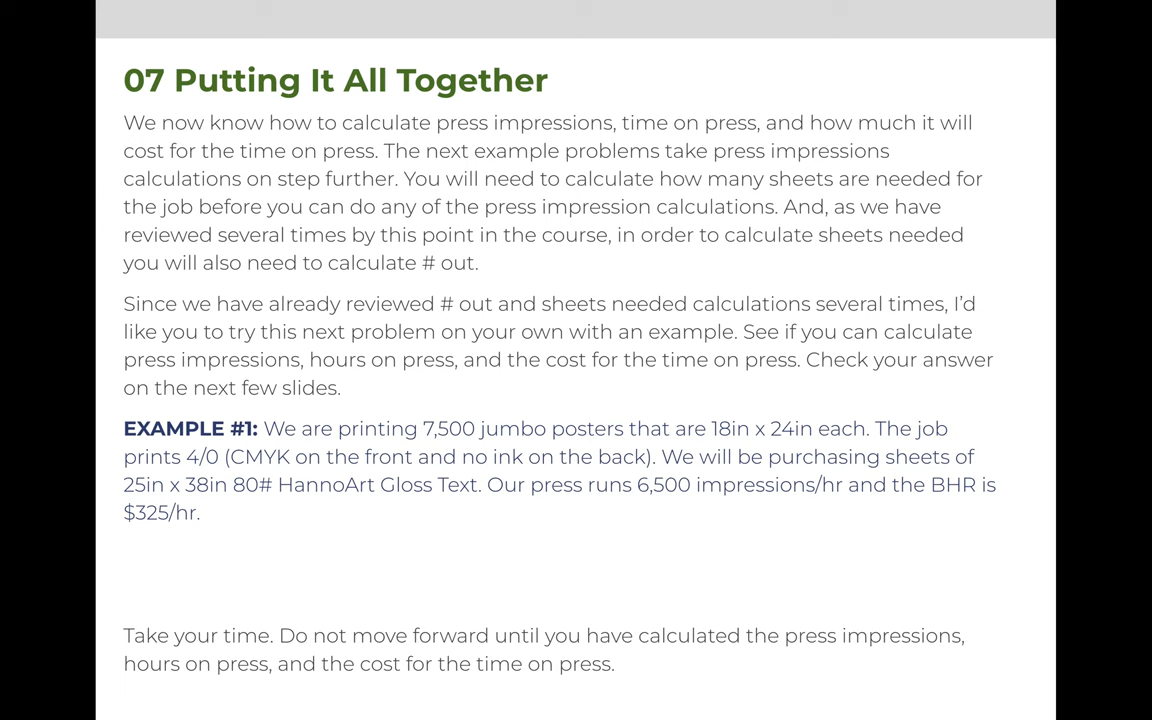 07 Putting It All Together
We now know how to calculate press impressions, time on press, and how much it will
cost for the time on press. The next example problems take press impressions
calculations on step further. You will need to calculate how many sheets are needed for
the job before you can do any of the press impression calculations. And, as we have
reviewed several times by this point in the course, in order to calculate sheets needed
you will also need to calculate # out.
Since we have already reviewed # out and sheets needed calculations several times, I’d
like you to try this next problem on your own with an example. See if you can calculate
press impressions, hours on press, and the cost for the time on press. Check your answer
on the next few slides.
EXAMPLE #1: We are printing 7,500 jumbo posters that are 18in x 24in each. The job
prints 4/0 (CMYK on the front and no ink on the back). We will be purchasing sheets of
25in x 38in 80# HannoArt Gloss Text. Our press runs 6,500 impressions/hr and the BHR is
$325/hr.
Take your time. Do not move forward until you have calculated the press impressions,
hours on press, and the cost for the time on press.